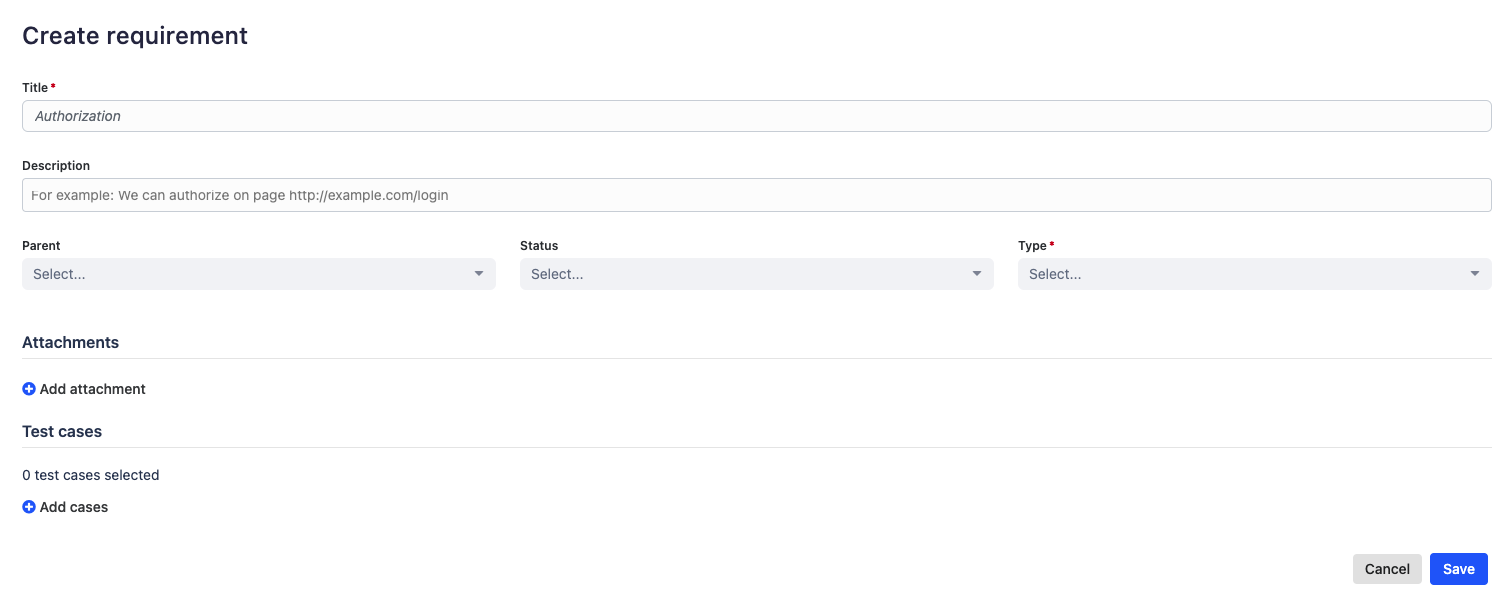 Create requirement
Title *
Authorization
Description
For example: We can authorize on page http://example.com/login
Parent Status Type *
Select... Select... Select...
Attachments
Add attachment
Test cases
0 test cases selected
Add cases
Cancel Save